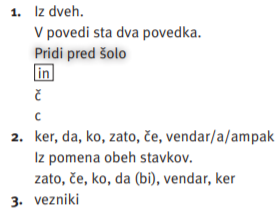 1. Iz dveh.
V povedi sta dva povedka.
Pridi pred šolo
in
č
c
2. ker, da, ko, zato, če, vendar/a/ampak
Iz pomena obeh stavkov.
zato, če, ko, da (bi), vendar, ker
3. vezniki